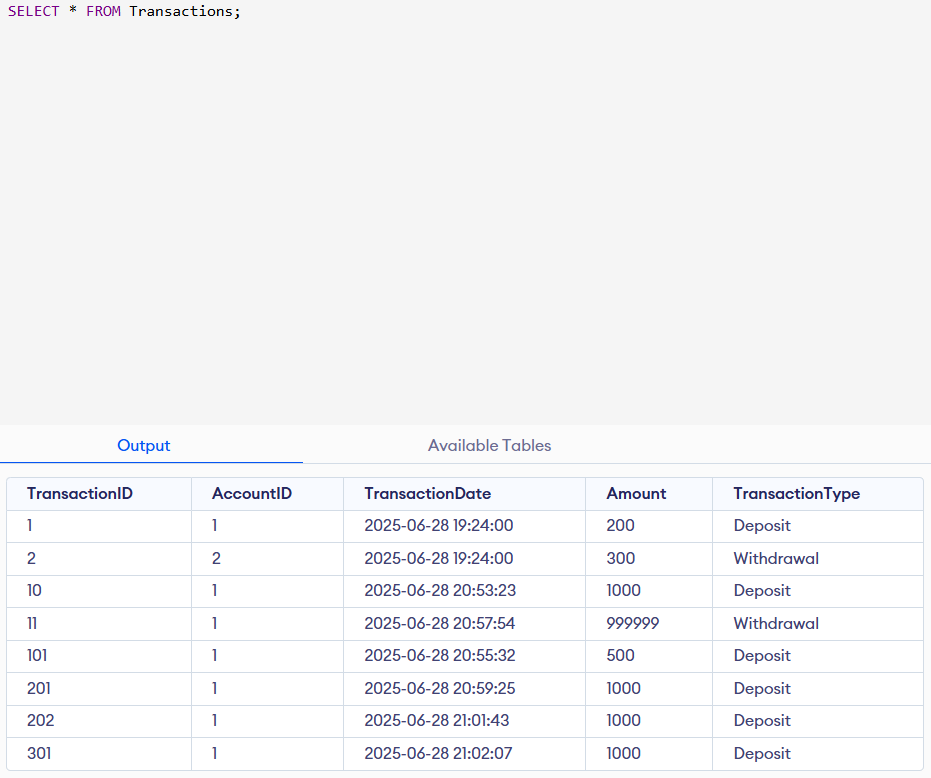 SELECT * FROM Transactions;
Output Available Tables
TransactionID AccountID TransactionDate Amount TransactionType
1 1 2025-06-28 19:24:00 200 Deposit
2 2 2025-06-28 19:24:00 300 Withdrawal
10 1 2025-06-28 20:53:23 1000 Deposit
11 1 2025-06-28 20:57:54 999999 Withdrawal
101 1 2025-06-28 20:55:32 500 Deposit
201 1 2025-06-28 20:59:25 1000 Deposit
202 1 2025-06-28 21:01:43 1000 Deposit
301 1 2025-06-28 21:02:07 1000 Deposit